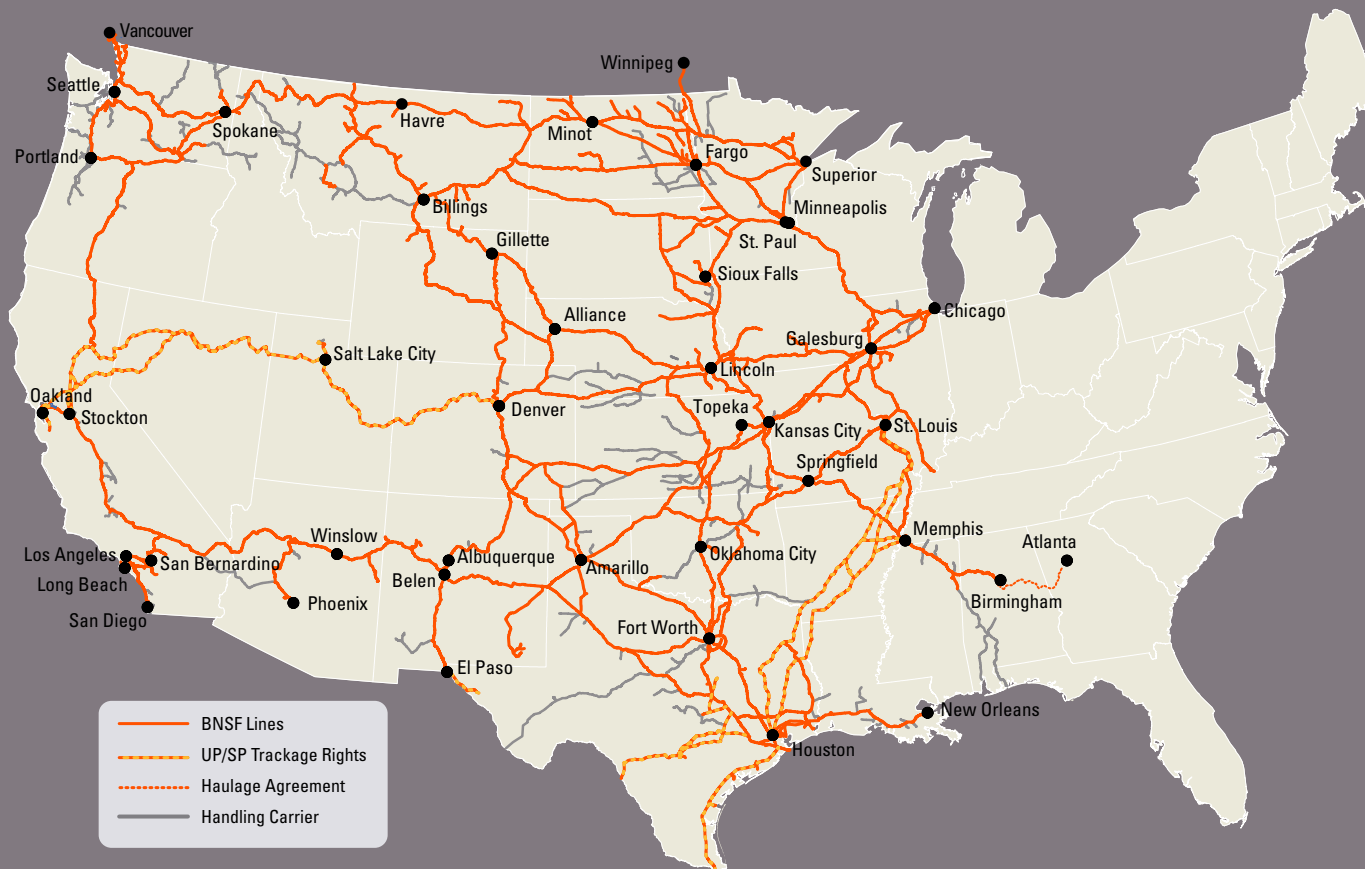 Vancouver
Winnipeg
Seattle
Spokane
Havre
Minot
Fargo
Portland
Superior
Billings
Minneapolis
St. Paul
Gillette
Sioux Falls
Alliance
Chicago
Galesburg
Salt Lake City
Lincoln
Oakland
Stockton
Denver
Topeka
Kansas City
St. Louis
Springfield
Winslow
Memphis
Atlanta
Los Angeles
San Bernardino
Albuquerque
Amarillo
Oklahoma City
Long Beach
Belen
Birmingham
Phoenix
San Diego
Fort Worth
El Paso
New Orleans
Houston
BNSF Lines
UP/SP Trackage Rights
Haulage Agreement
Handling Carrier